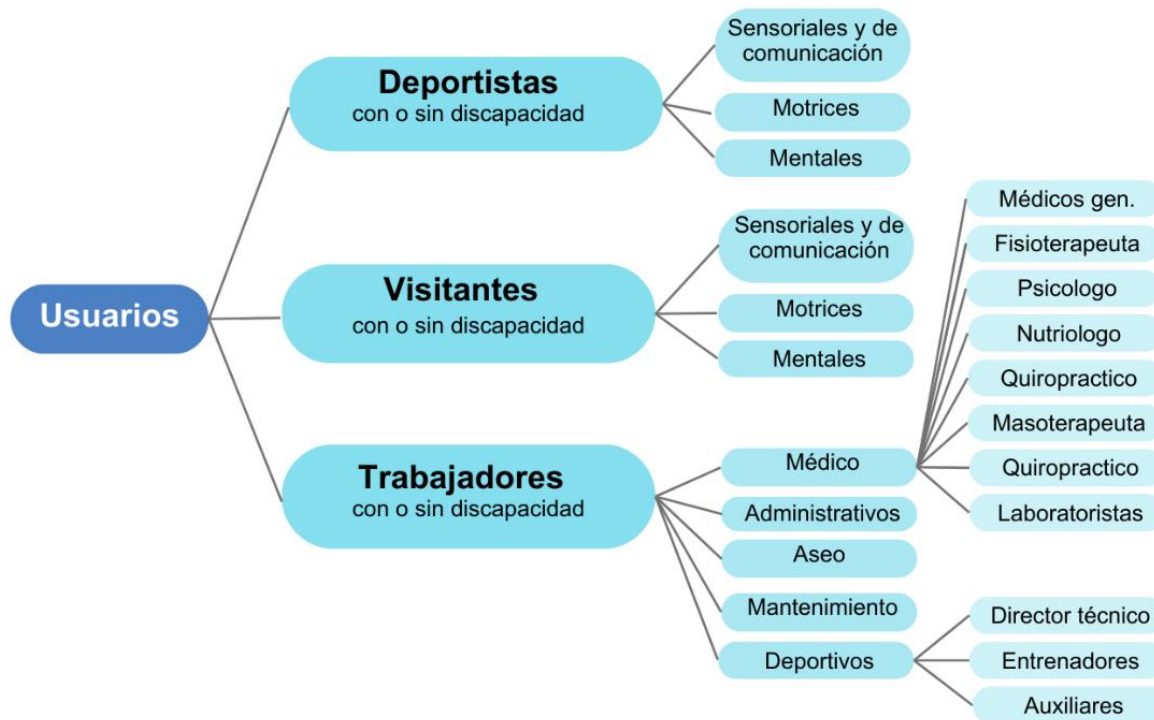 Usuarios
Deportistas
con o sin discapacidad
Sensoriales y de
comunicación
Motrices
Mentales
Visitantes
con o sin discapacidad
Sensoriales y de
comunicación
Motrices
Mentales
Trabajadores
con o sin discapacidad
Médico
Médicos gen.
Fisioterapeuta
Psicologo
Nutriologo
Quiropractico
Masoterapeuta
Quiropractico
Laboratoristas
Administrativos
Aseo
Mantenimiento
Deportivos
Director técnico
Entrenadores
Auxiliares